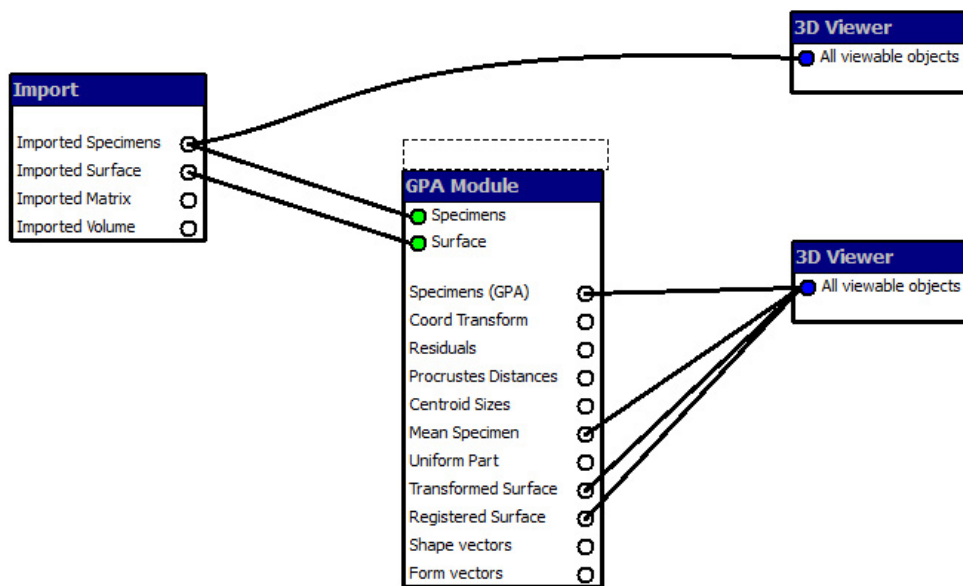 3D Viewer
All viewable objects
Import
Imported Specimens
Imported Surface
Imported Matrix
Imported Volume
GPA Module
Specimens
Surface
Specimens (GPA)
Coord Transform
Residuals
Procrustes Distances
Centroid Sizes
Mean Specimen
Uniform Part
Transformed Surface
Registered Surface
Shape vectors
Form vectors
3D Viewer
All viewable objects